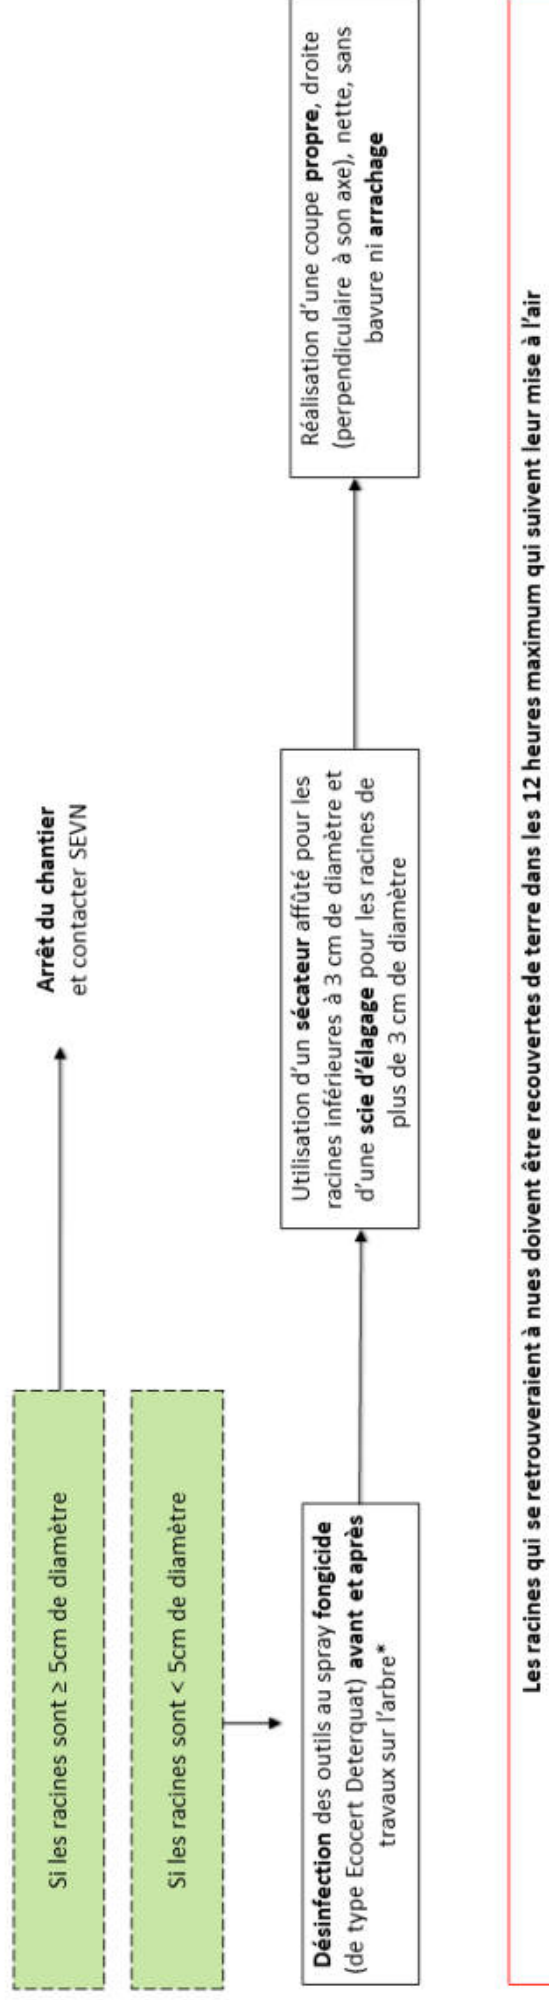 Si les racines sont ≥ 5cm de diamètre
Arrêt du chantier
et contacter SEVN
Si les racines sont < 5cm de diamètre
Désinfection des outils au spray fongicide
(de type Ecocert Deterquat) avant et après
travaux sur l'arbre*
Utilisation d'un sécateur affûté pour les
racines inférieures à 3 cm de diamètre et
d'une scie d'élagage pour les racines de
plus de 3 cm de diamètre
Réalisation d'une coupe propre, droite
(perpendiculaire à son axe), nette, sans
bavure ni arrachage
Les racines qui se retrouveraient à nues doivent être recouvertes de terre dans les 12 heures maximum qui suivent leur mise à l'air